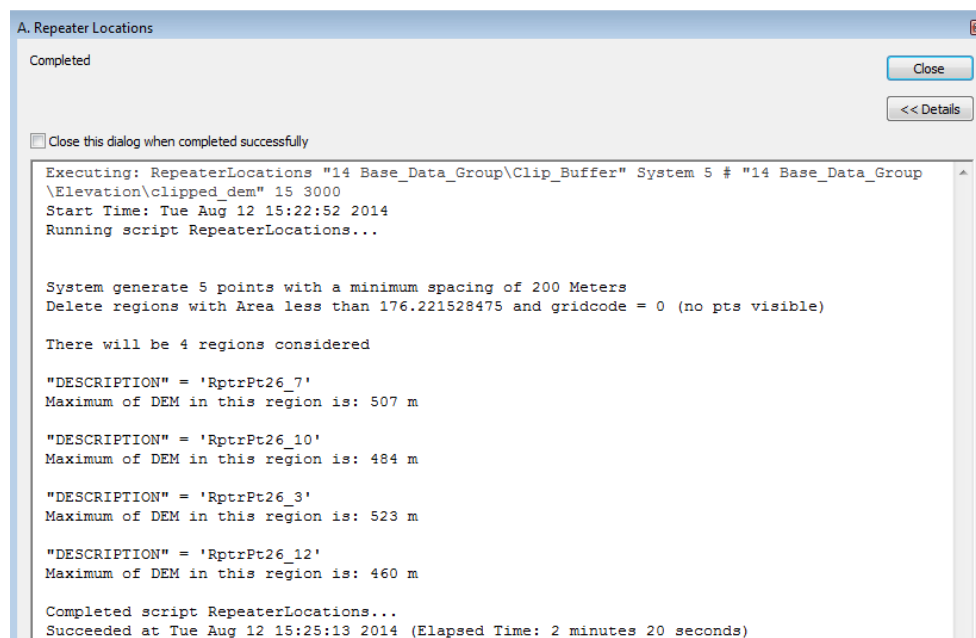 A. Repeater Locations
Completed
Close
<< Details
Close this dialog when completed successfully
Executing: RepeaterLocations "14 Base_Data_Group\Clip_Buffer" System 5 # "14 Base_Data_Group
\Elevation\clipped_dem" 15 3000
Start Time: Tue Aug 12 15:22:52 2014
Running script RepeaterLocations...
System generate 5 points with a minimum spacing of 200 Meters
Delete regions with Area less than 176.221528475 and gridcode = 0 (no pts visible)
There will be 4 regions considered
"DESCRIPTION" = 'RptrPt26_7'
Maximum of DEM in this region is: 507 m
"DESCRIPTION" = 'RptrPt26_10'
Maximum of DEM in this region is: 484 m
"DESCRIPTION" = 'RptrPt26_3'
Maximum of DEM in this region is: 523 m
"DESCRIPTION" = 'RptrPt26_12'
Maximum of DEM in this region is: 460 m
Completed script RepeaterLocations...
Succeeded at Tue Aug 12 15:25:13 2014 (Elapsed Time: 2 minutes 20 seconds)